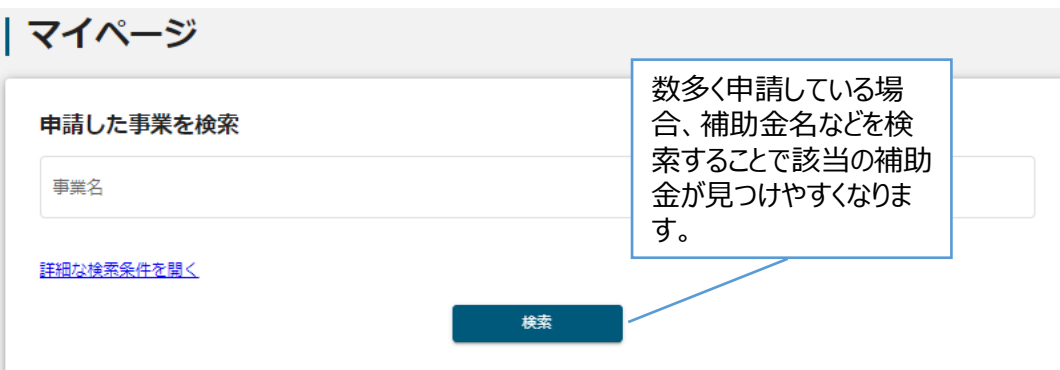 マイページ
申請した事業を検索
事業名
詳細な検索条件を開く
検索
数多く申請している場
合、補助金名などを検
索することで該当の補助
金が見つけやすくなりま
す。